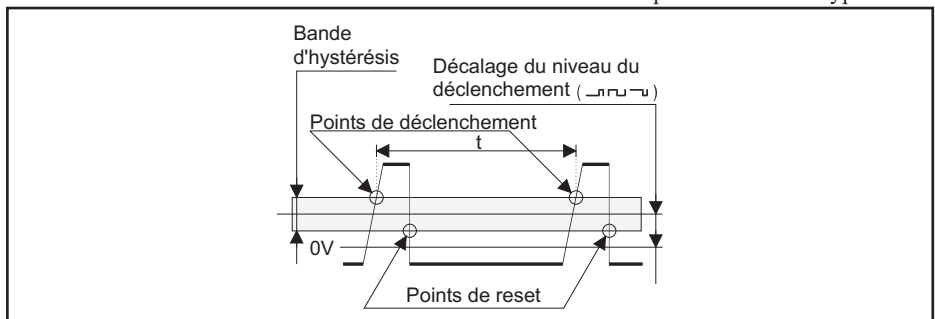 Bande
d'hystérésis
Décalage du niveau du
déclenchement ( )
Points de déclenchement
t
0V
Points de reset